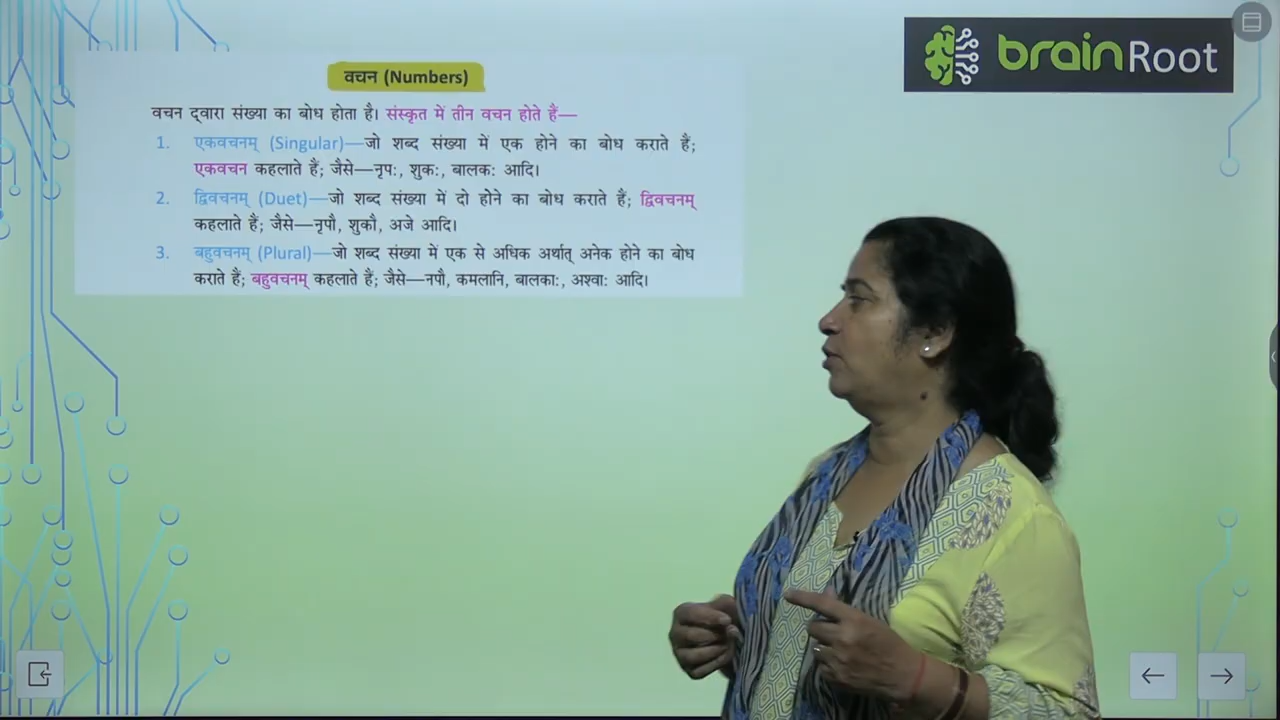 brainRoot
वचन (Numbers)
वचन द्वारा संख्या का बोध होता है। संस्कृत में तीन वचन होते हैं—
1. एकवचनम् (Singular)—जो शब्द संख्या में एक होने का बोध कराते हैं;
एकवचन कहलाते हैं; जैसे—नृपः, शुकः, बालकः आदि।
2. द्विवचनम् (Duet)—जो शब्द संख्या में दो होने का बोध कराते हैं; द्विवचनम्
कहलाते हैं; जैसे—नृपौ, शुकौ, अजे आदि।
3. बहुवचनम् (Plural)—जो शब्द संख्या में एक से अधिक अर्थात् अनेक होने का बोध
कराते हैं; बहुवचनम् कहलाते हैं; जैसे—नपौ, कमलानि, बालकाः, अश्वाः आदि।